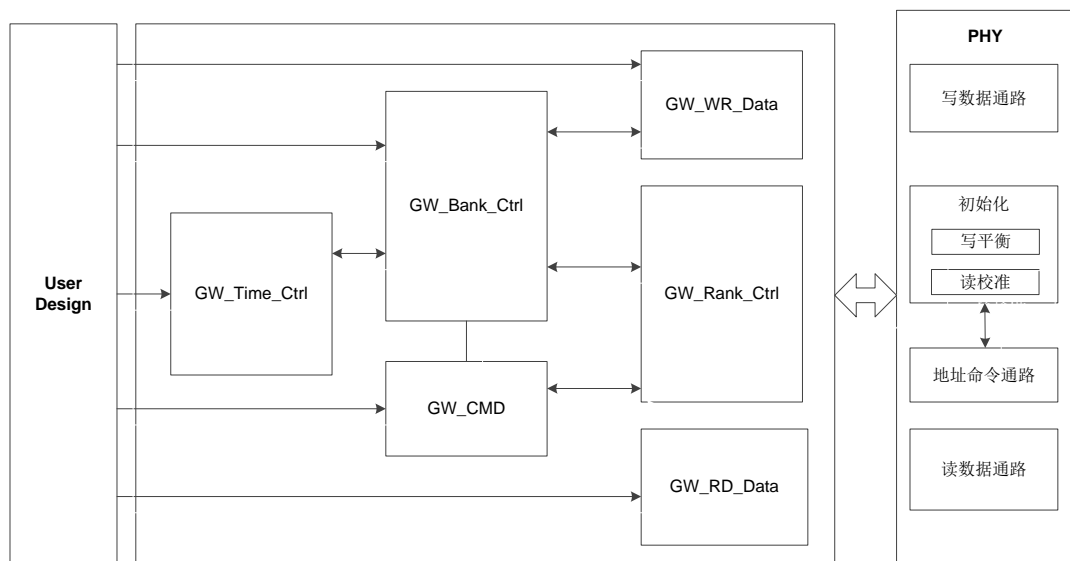 User
Design
GW_Time_Ctrl
GW_Bank_Ctrl
GW_CMD
GW_WR_Data
GW_Rank_Ctrl
GW_RD_Data
PHY
写数据通路
初始化
写平衡
读校准
地址命令通路
读数据通路